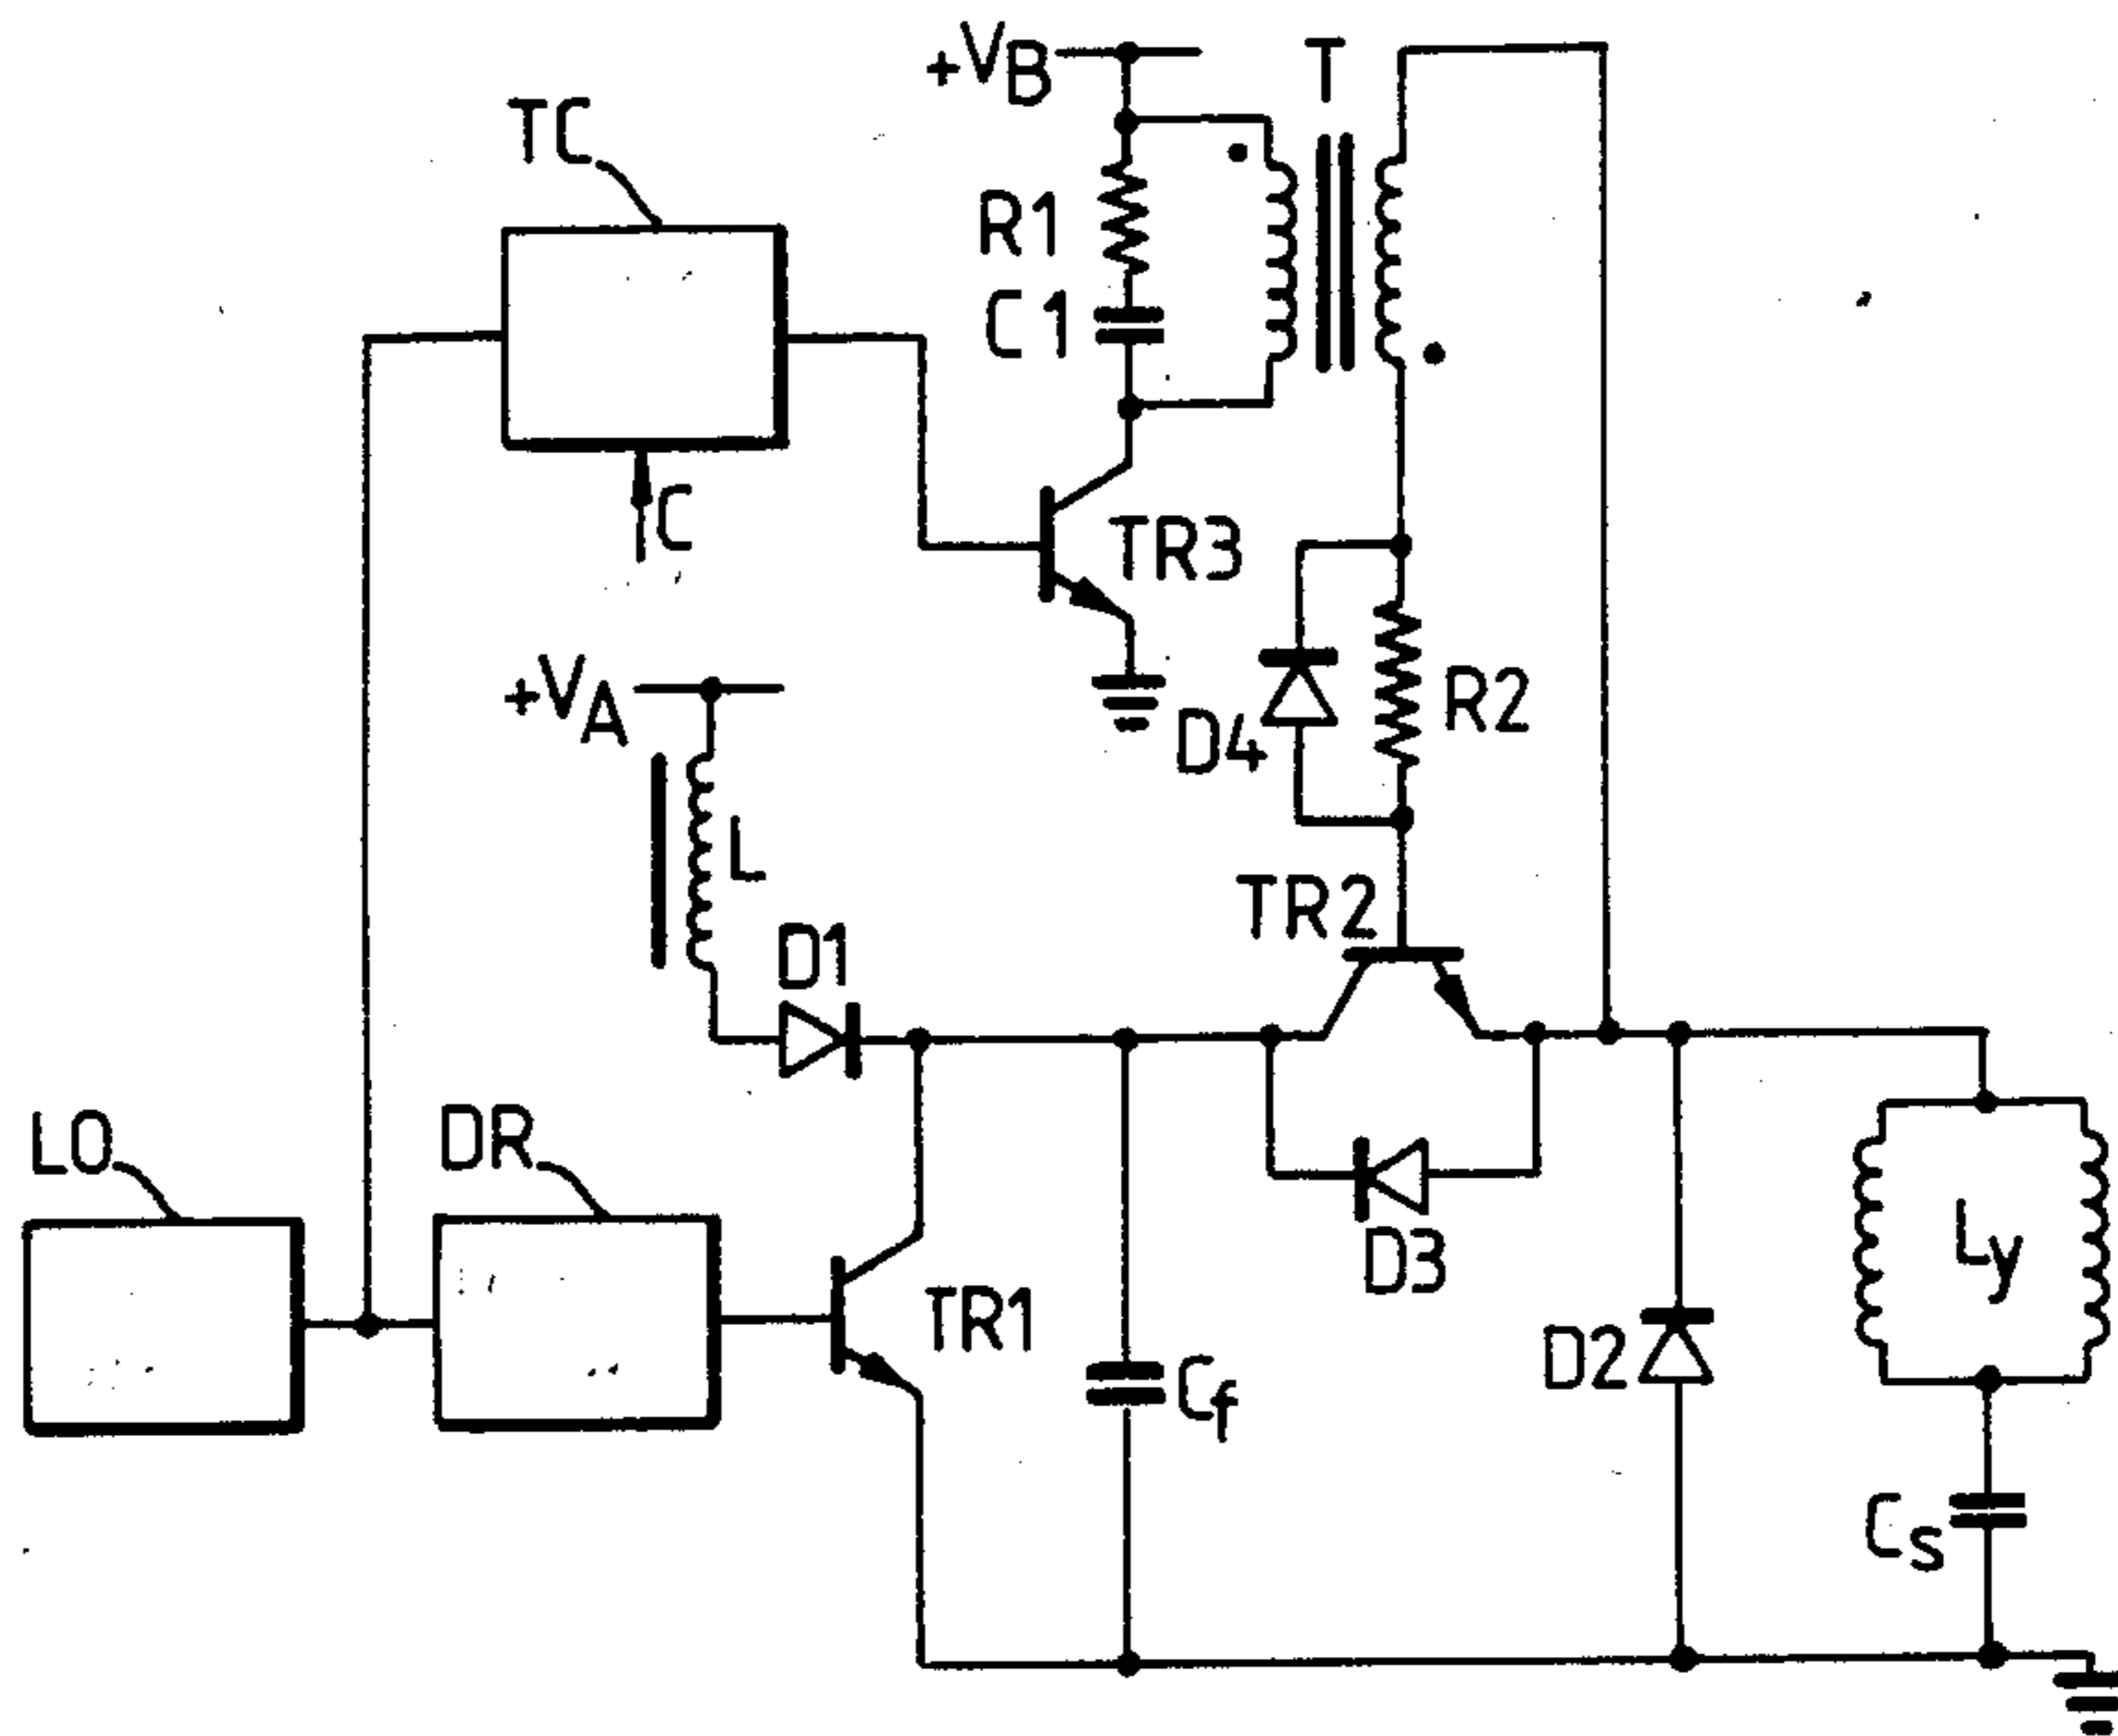 +VB
T
TC
R1
C1
C
TR3
+VA
D4
R2
L
TR2
D1
LO
DR
D3
Ly
TR1
D2
Cf
Cs